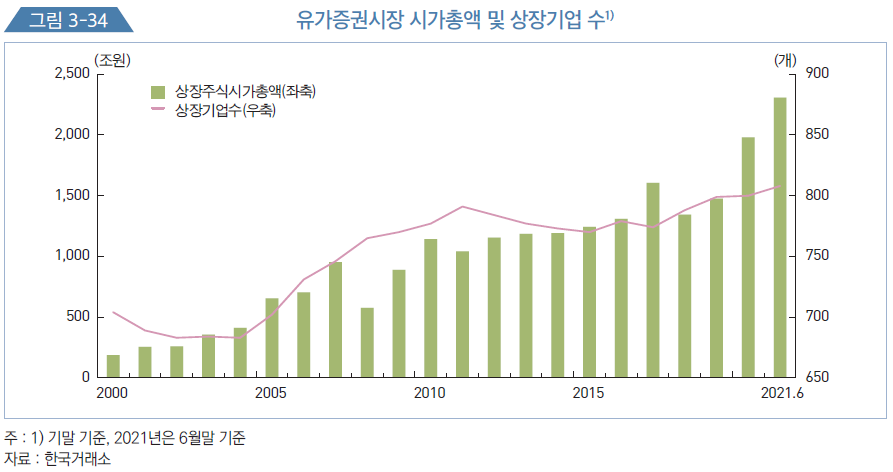 그림 3-34 유가증권시장 시가총액 및 상장기업 수1)
(조원) (개)
2,500 900
상장주식시가총액(좌축)
상장기업수(우축)
2,000 850
1,500 800
1,000 750
500 700
0 650
2000 2005 2010 2015 2021.6
주 : 1) 기말 기준, 2021년은 6월말 기준
자료 : 한국거래소